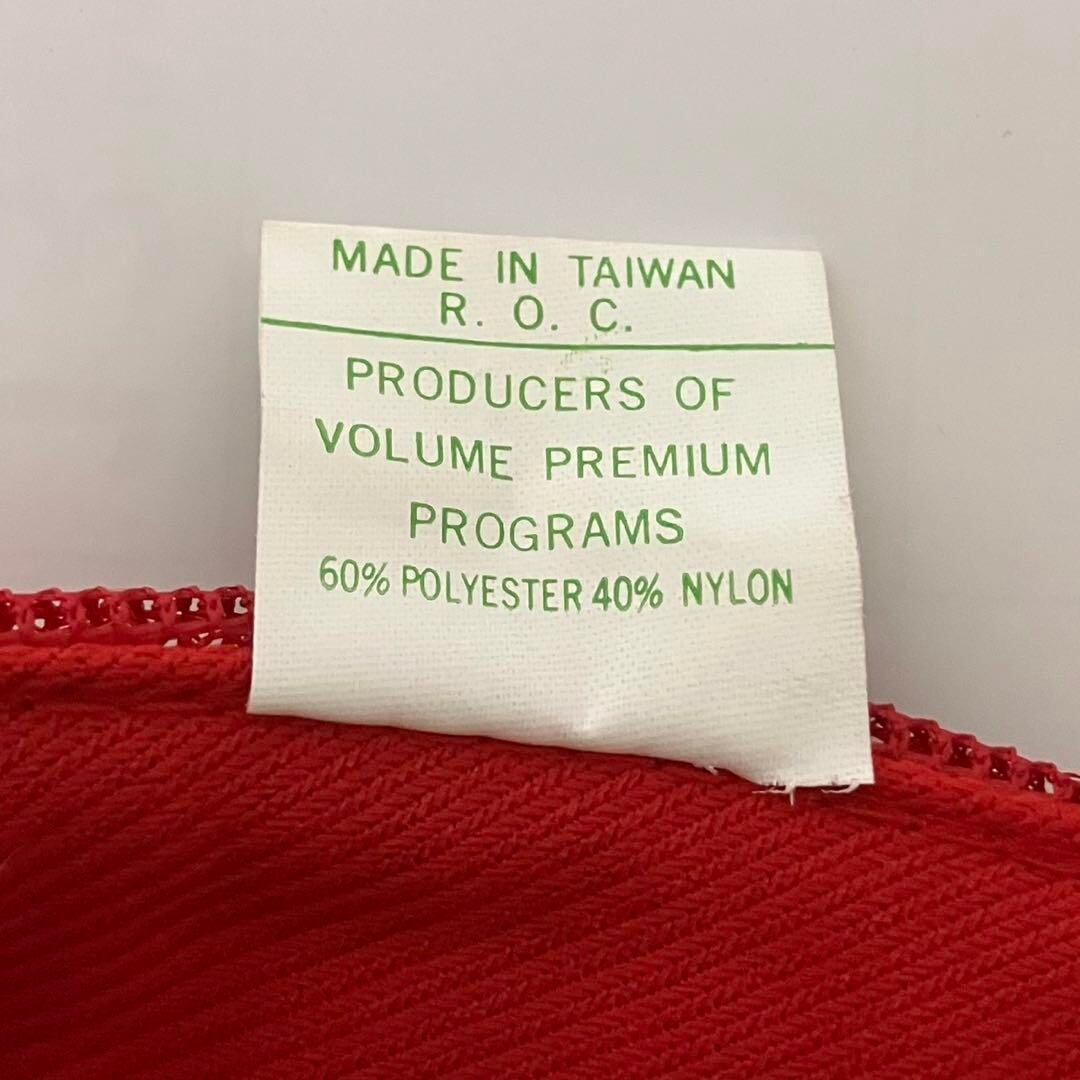 MADE IN TAIWAN
R. O. C.
PRODUCERS OF
VOLUME PREMIUM
PROGRAMS
60% POLYESTER 40% NYLON